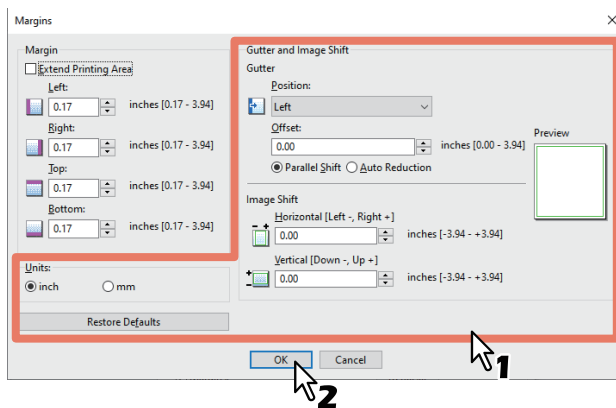 Margins
Margin
Extend Printing Area
Left:
0.17 inches [0.17 - 3.94]
Right:
0.17 inches [0.17 - 3.94]
Top:
0.17 inches [0.17 - 3.94]
Bottom:
0.17 inches [0.17 - 3.94]
Units:
inch mm
Restore Defaults
Gutter and Image Shift
Gutter
Position:
Left
Offset:
0.00 inches [0.00 - 3.94]
Parallel Shift Auto Reduction
Preview
Image Shift
Horizontal [Left -, Right +]
0.00 inches [-3.94 - +3.94]
Vertical [Down -, Up +]
0.00 inches [-3.94 - +3.94]
1
OK Cancel
2